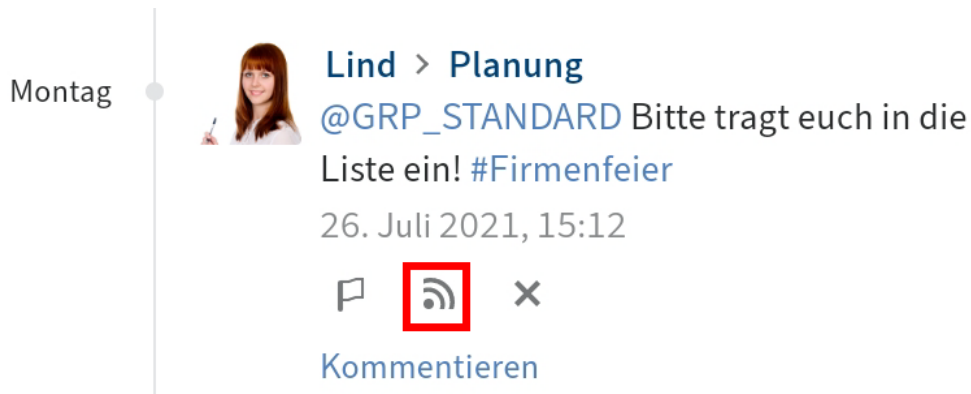 Montag
Lind > Planung
@GRP_STANDARD Bitte tragt euch in die
Liste ein! #Firmenfeier
26. Juli 2021, 15:12
Kommentieren